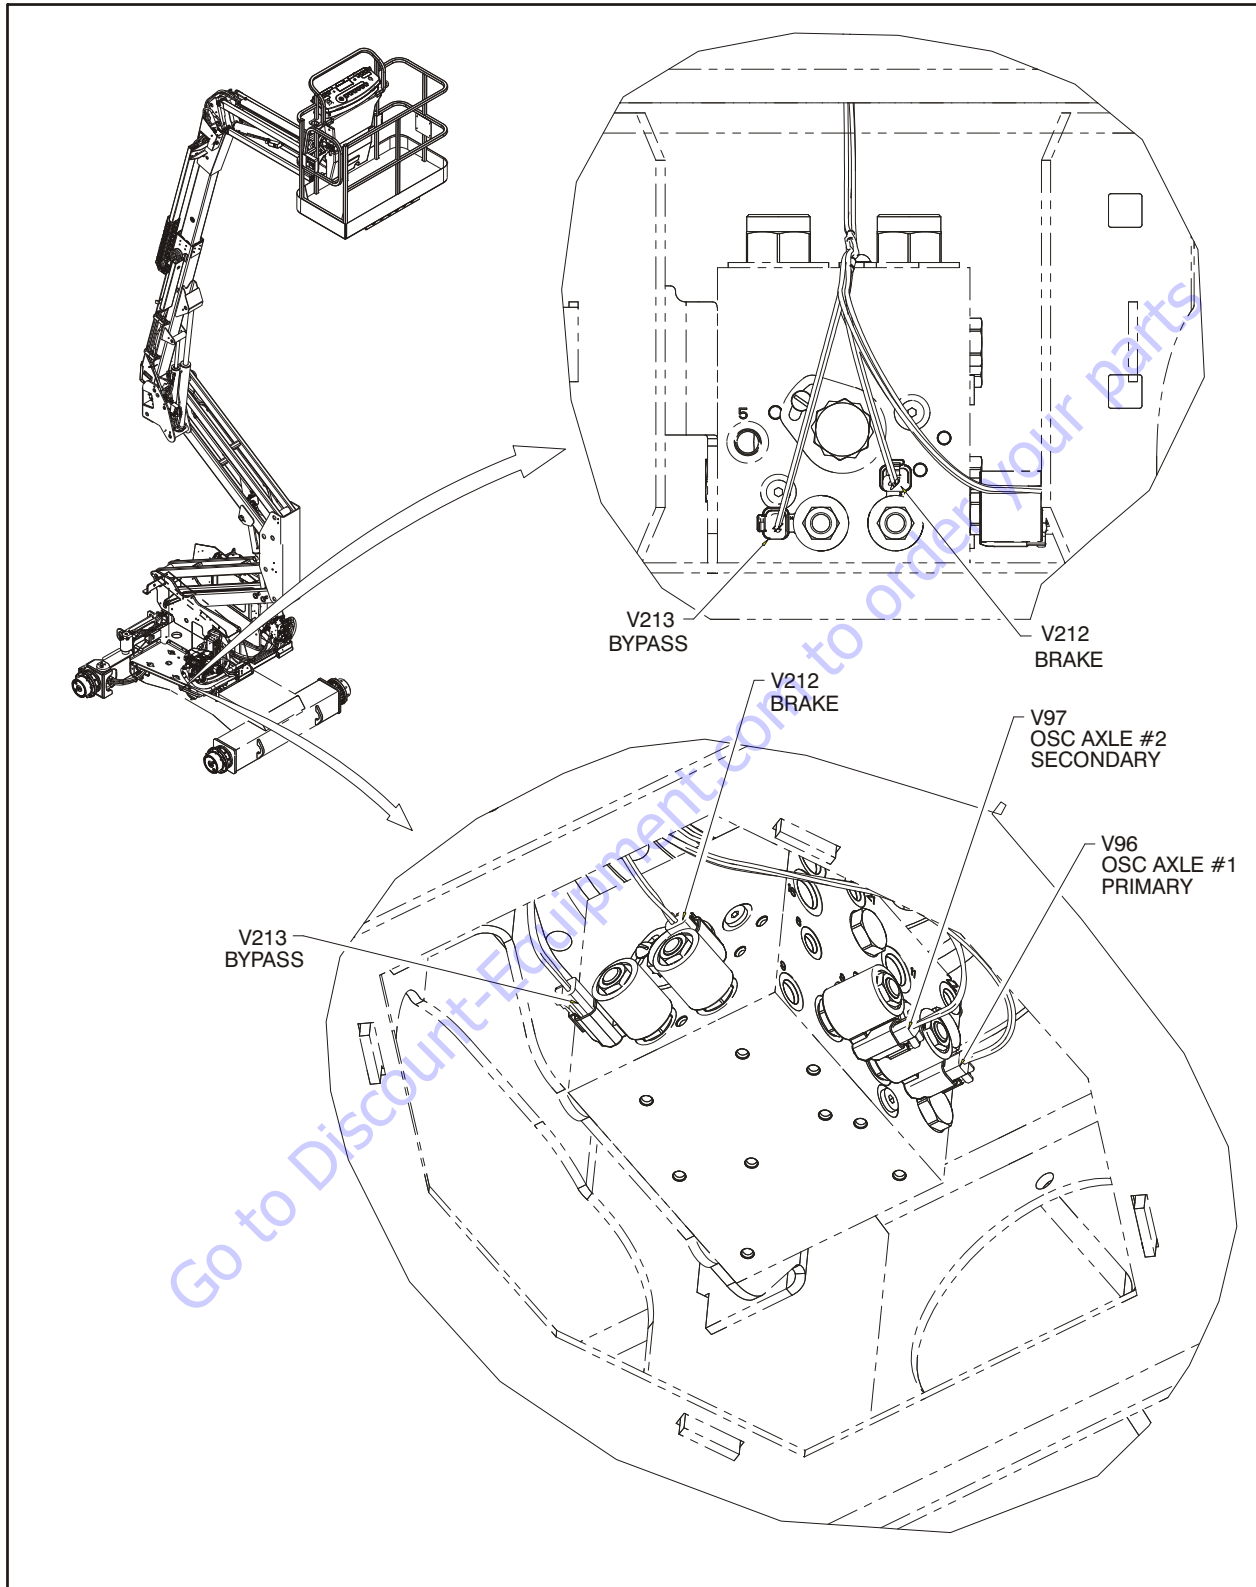 5
V213
BYPASS
V212
BRAKE
V212
BRAKE
V97
OSC AXLE #2
SECONDARY
V96
OSC AXLE #1
PRIMARY
V213
BYPASS
Go to Discount-Equipment.com to order your parts